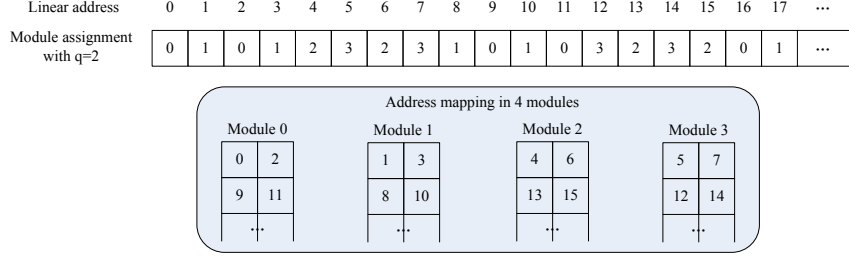 Linear address 0 1 2 3 4 5 6 7 8 9 10 11 12 13 14 15 16 17 ...
Module assignment
with q=2
0 1 0 1 2 3 2 3 1 0 1 0 3 2 3 2 0 1 ...
Address mapping in 4 modules
Module 0 Module 1 Module 2 Module 3
0 2 1 3 4 6 5 7
9 11 8 10 13 15 12 14
... ... ... ...